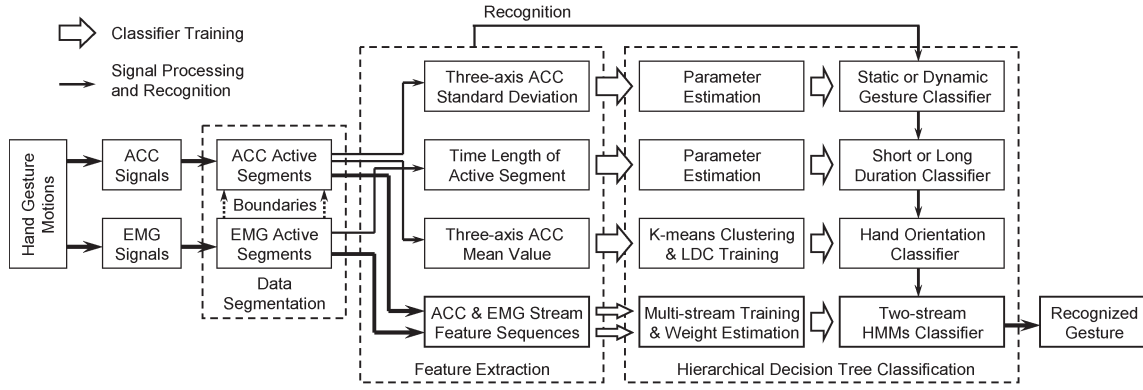 Recognition
Classifier Training
Signal Processing
and Recognition
Hand Gesture
Motions
ACC
Signals
EMG
Signals
ACC Active
Segments
Boundaries
EMG Active
Segments
Data
Segmentation
Three-axis ACC
Standard Deviation
Time Length of
Active Segment
Three-axis ACC
Mean Value
ACC & EMG Stream
Feature Sequences
Feature Extraction
Parameter
Estimation
Parameter
Estimation
K-means Clustering
& LDC Training
Multi-stream Training
& Weight Estimation
Static or Dynamic
Gesture Classifier
Short or Long
Duration Classifier
Hand Orientation
Classifier
Two-stream
HMMs Classifier
Hierarchical Decision Tree Classification
Recognized
Gesture